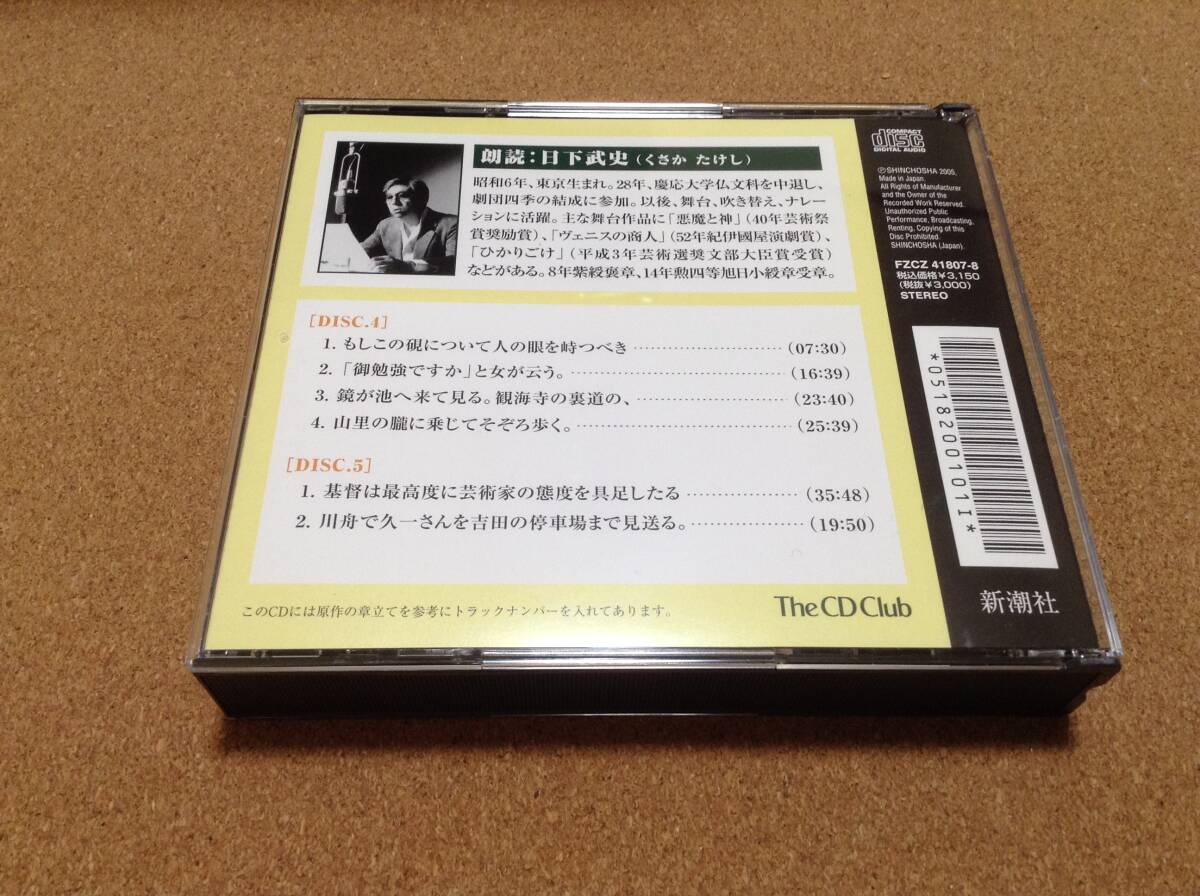 朗読：日下武史（くさか たけし）
昭和6年、東京生まれ。28年、慶応大学仏文科を中退し、
劇団四季の結成に参加。以後、舞台、吹き替え、ナレー
ションに活躍。主な舞台作品に「悪魔と神」（40年芸術祭
賞奨励賞）、「ヴェニスの商人」（52年紀伊國屋演劇賞）、
「ひかりごけ」（平成3年芸術選奨文部大臣賞受賞）
などがある。8年紫綬褒章、14年勲四等旭日小綬章受章。
[DISC.4]
1. もしこの硯について人の眼を峙つべき………………(07:30)
2. 「御勉強ですか」と女が云う。………………(16:39)
3. 鏡が池へ来て見る。観海寺の裏道の、………………(23:40)
4. 山里の朧に乗じてそぞろ歩く。………………(25:39)
[DISC.5]
1. 基督は最高度に芸術家の態度を具足したる………………(35:48)
2. 川舟で久一さんを吉田の停車場まで見送る。………………(19:50)
このCDには原作の章立てを参考にトラックナンバーを入れてあります。
The CD Club
COMPACT
disc
DIGITAL AUDIO
Ⓟ SHINCHOSHA 2005,
Made in Japan.
All Rights of Manufacturer
and the Owner of the
Recorded Work Reserved.
Unauthorized Public
Performance, Broadcasting,
Renting, Copying of this
Disc Prohibited.
SHINCHOSHA (Japan).
FZCZ 41807-8
税込価格￥3,150
(税抜￥3,000)
STEREO
*05182001011*
新潮社